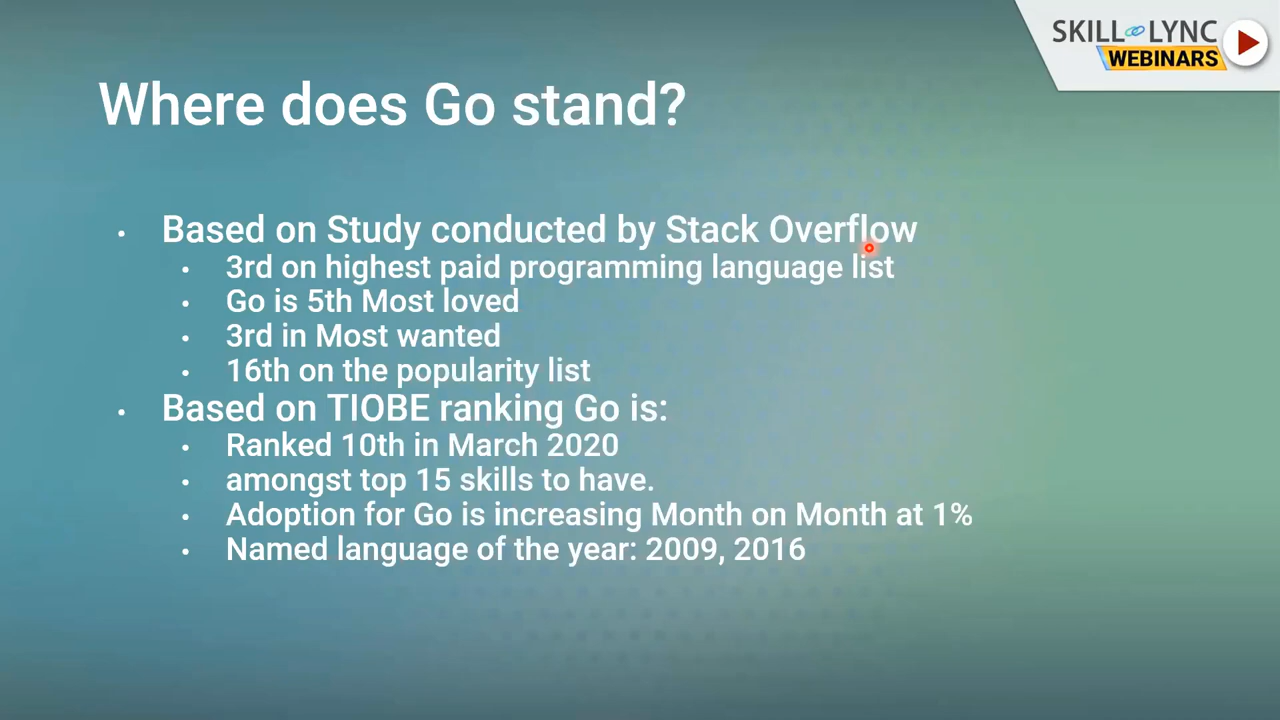 SKILL LYNC
WEBINARS
Where does Go stand?
• Based on Study conducted by Stack Overflow
• 3rd on highest paid programming language list
• Go is 5th Most loved
• 3rd in Most wanted
• 16th on the popularity list
• Based on TIOBE ranking Go is:
• Ranked 10th in March 2020
• amongst top 15 skills to have.
• Adoption for Go is increasing Month on Month at 1%
• Named language of the year: 2009, 2016